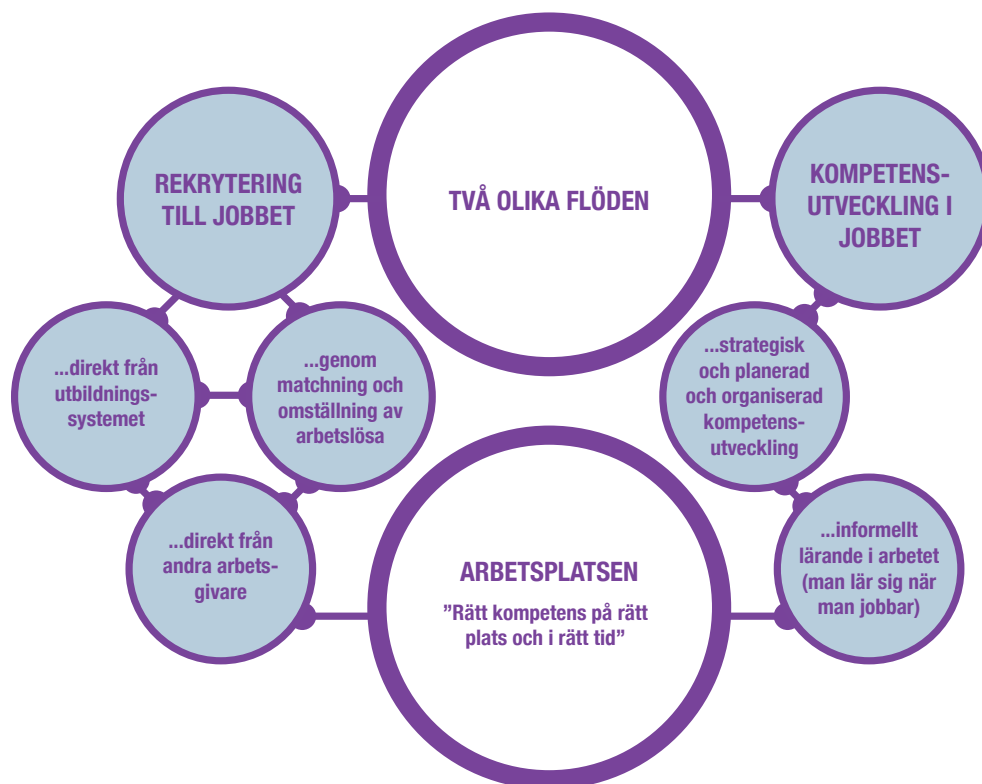 REKRYTERING
TILL JOBBET
TVÅ OLIKA FLÖDEN
KOMPETENS-
UTVECKLING I
JOBBET
...direkt från
utbildnings-
systemet
...genom
matchning och
omställning av
arbetslösa
...strategisk
och planerad
och organiserad
kompetens-
utveckling
...direkt från
andra arbets-
givare
ARBETSPLATSEN
”Rätt kompetens på rätt
plats och i rätt tid”
...informellt
lärande i arbetet
(man lär sig när
man jobbar)